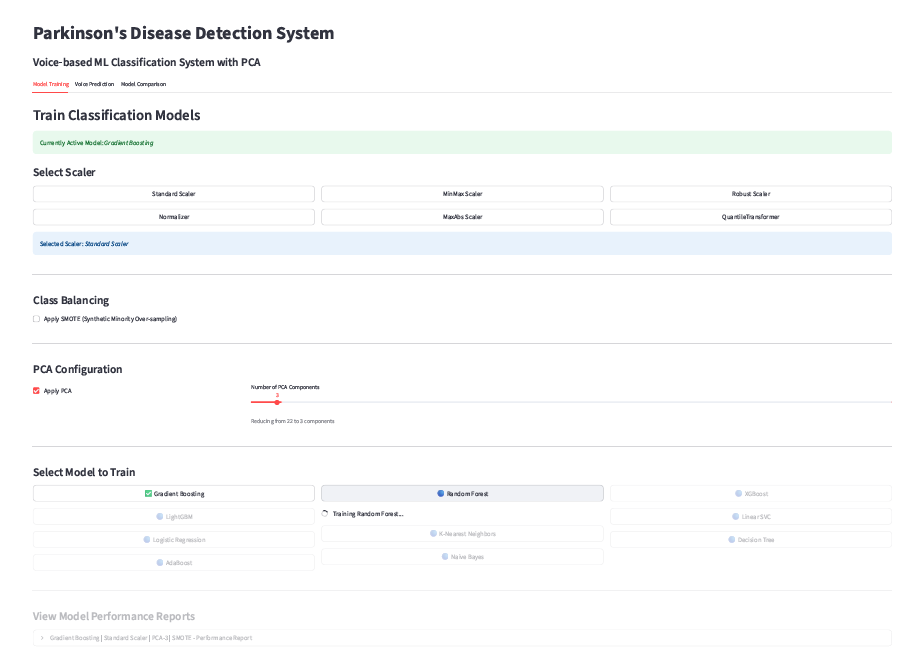 Parkinson's Disease Detection System
Voice-based ML Classification System with PCA
Model Training Voice Prediction Model Comparison
Train Classification Models
Currently Active Model: Gradient Boosting
Select Scaler
Standard Scaler MinMax Scaler Robust Scaler
Normalizer MaxAbs Scaler QuantileTransformer
Selected Scaler: Standard Scaler
Class Balancing
Apply SMOTE (Synthetic Minority Over-sampling)
PCA Configuration
Apply PCA
Number of PCA Components
3
Reducing from 22 to 3 components
Select Model to Train
Gradient Boosting Random Forest XGBoost
LightGBM Training Random Forest... Linear SVC
Logistic Regression K-Nearest Neighbors Decision Tree
AdaBoost Naive Bayes
View Model Performance Reports
Gradient Boosting | Standard Scaler | PCA-3 | SMOTE - Performance Report